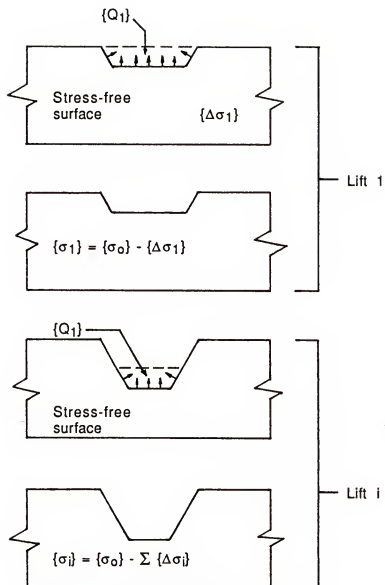 {Q₁}
Stress-free
surface
{Δσ₁}
Lift 1
{σ₁} = {σₒ} - {Δσ₁}
{Q₁}
Stress-free
surface
Lift i
{σᵢ} = {σₒ} - Σ {Δσᵢ}